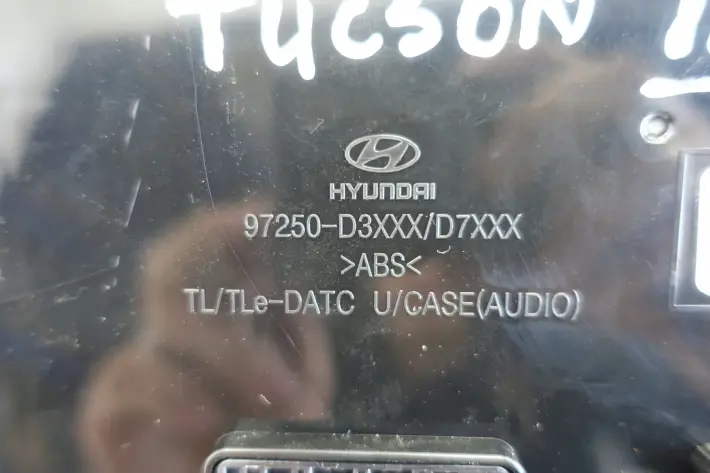 TUCSON
HYUNDAI
97250-D3XXX/D7XXX
>ABS<
TL/TLe-DATC U/CASE(AUDIO)